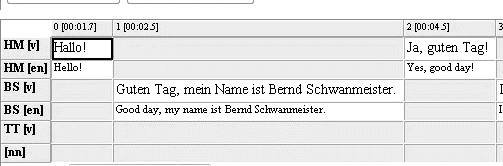 0 [00:01.7] 1 [00:02.5] 2 [00:04.5] 3
HM [v] Hallo! Ja, guten Tag!
HM [en] Hello! Yes, good day!
BS [v] Guten Tag, mein Name ist Bernd Schwanmeister.
BS [en] Good day, my name ist Bernd Schwanmeister.
TT [v]
[nn]